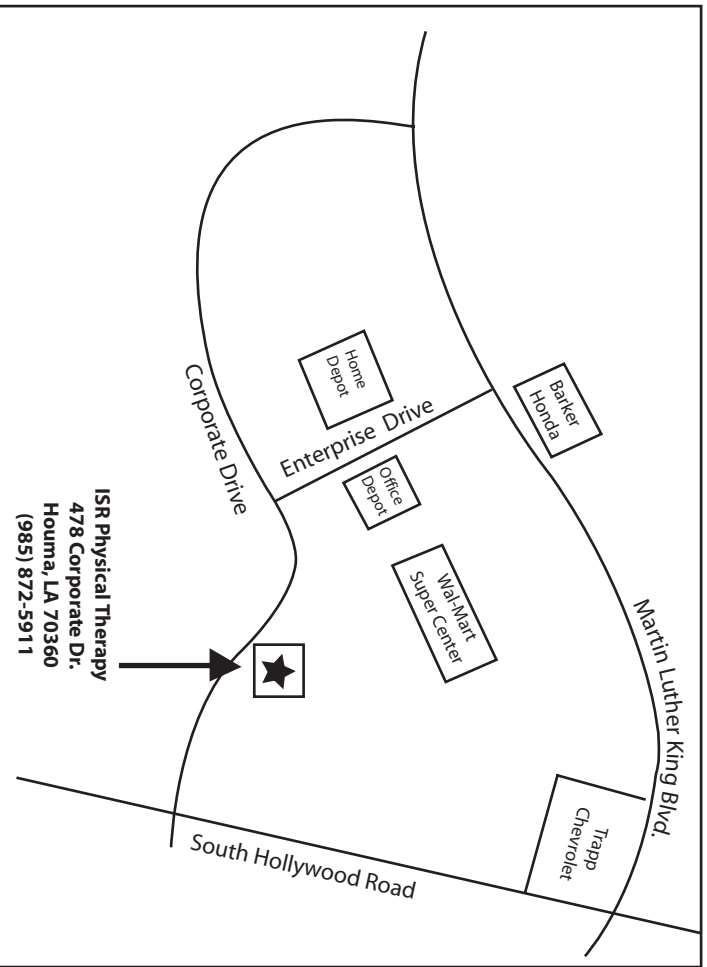 Barker
Honda
Home
Depot
Enterprise Drive
Office
Depot
Wal-Mart
Super Center
Corporate Drive
Martin Luther King Blvd.
Trapp
Chevrolet
South Hollywood Road
ISR Physical Therapy
478 Corporate Dr.
Houma, LA 70360
(985) 872-5911